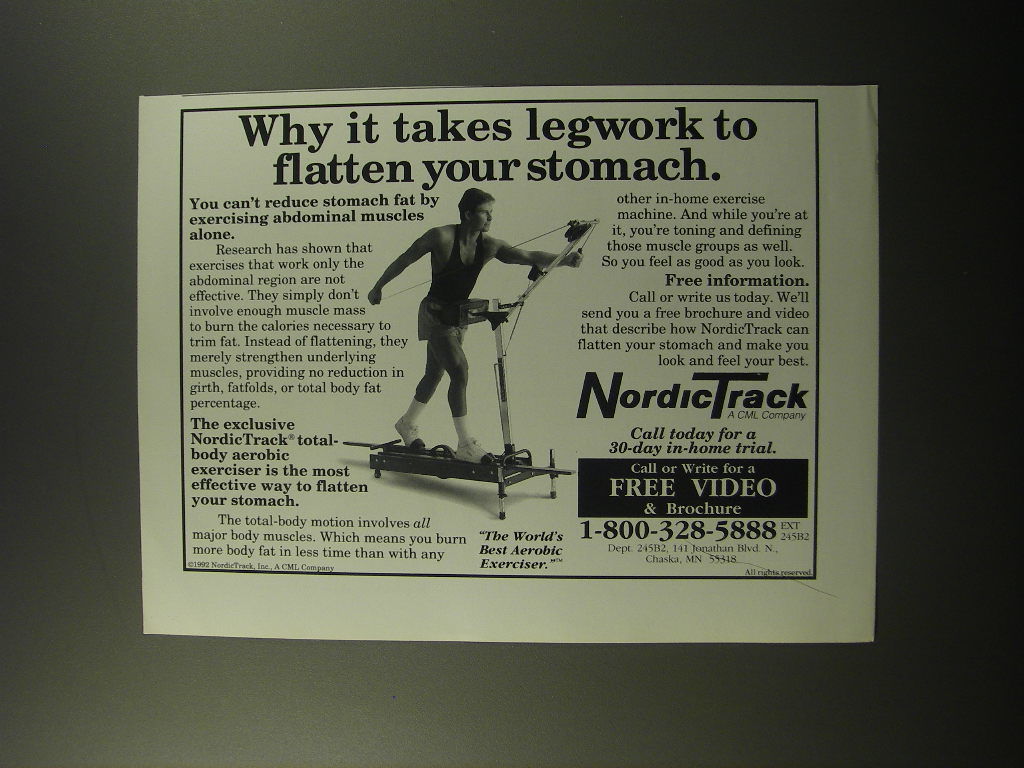 Why it takes legwork to
flatten your stomach.
You can't reduce stomach fat by
exercising abdominal muscles
alone.
Research has shown that
exercises that work only the
abdominal region are not
effective. They simply don't
involve enough muscle mass
to burn the calories necessary to
trim fat. Instead of flattening, they
merely strengthen underlying
muscles, providing no reduction in
girth, fatfolds, or total body fat
percentage.
The exclusive
NordicTrack® total-
body aerobic
exerciser is the most
effective way to flatten
your stomach.
The total-body motion involves all
major body muscles. Which means you burn
more body fat in less time than with any
©1992 NordicTrack, Inc., A CML Company
"The World's
Best Aerobic
Exerciser."™
other in-home exercise
machine. And while you're at
it, you're toning and defining
those muscle groups as well.
So you feel as good as you look.
Free information.
Call or write us today. We'll
send you a free brochure and video
that describe how NordicTrack can
flatten your stomach and make you
look and feel your best.
NordicTrack
A CML Company
Call today for a
30-day in-home trial.
Call or Write for a
FREE VIDEO
& Brochure
1-800-328-5888 EXT 245B2
Dept. 245B2, 141 Jonathan Blvd. N.,
Chaska, MN 55318
All rights reserved.